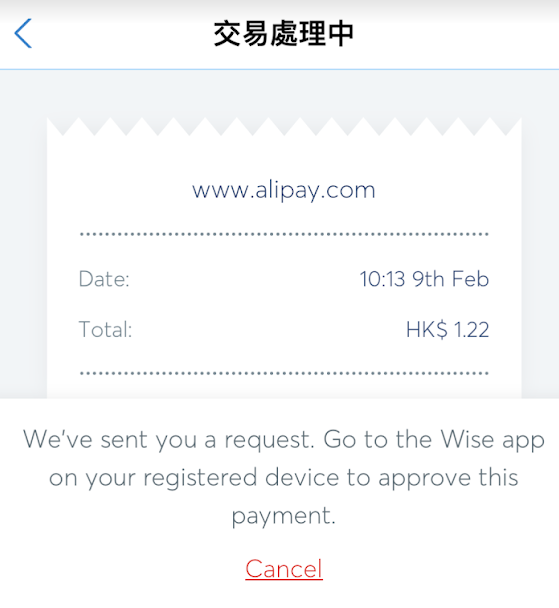 交易處理中
www.alipay.com
Date: 10:13 9th Feb
Total: HK$ 1.22
We've sent you a request. Go to the Wise app
on your registered device to approve this
payment.
Cancel